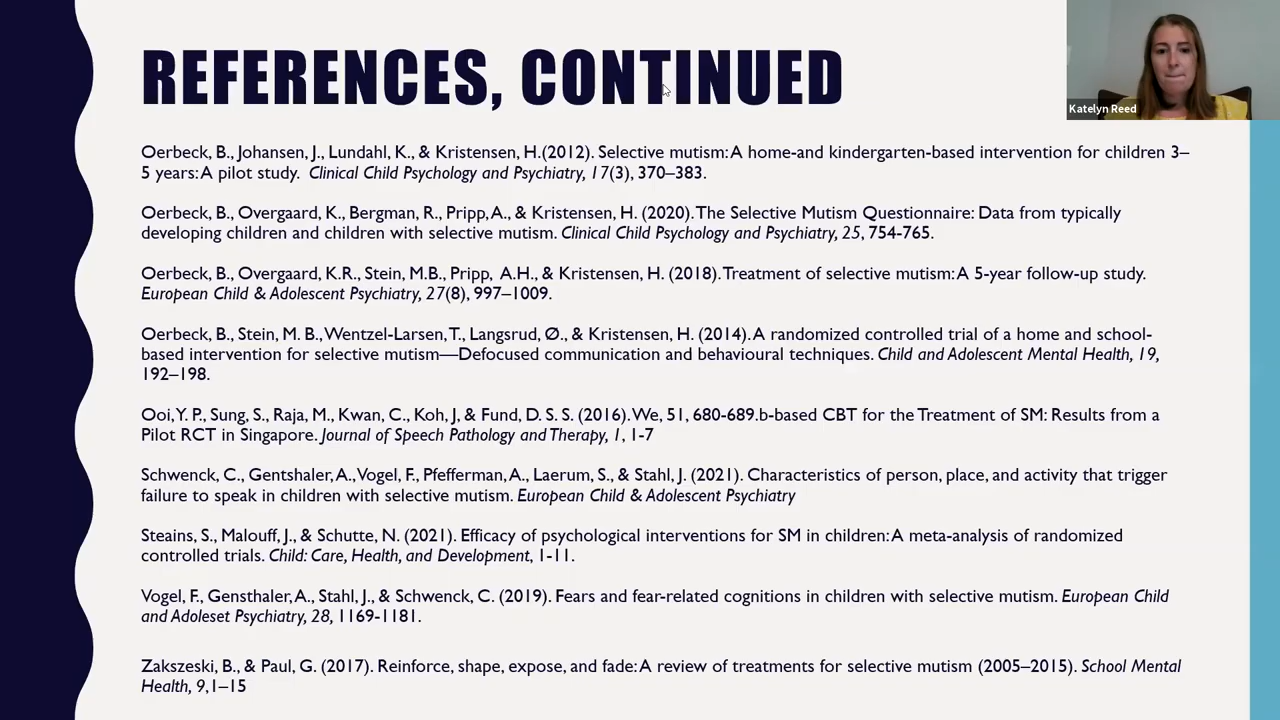 REFERENCES, CONTINUED
Katelyn Reed
Oerbeck, B., Johansen, J., Lundahl, K., & Kristensen, H.(2012). Selective mutism: A home-and kindergarten-based intervention for children 3–
5 years: A pilot study. Clinical Child Psychology and Psychiatry, 17(3), 370–383.
Oerbeck, B., Overgaard, K., Bergman, R., Pripp, A., & Kristensen, H. (2020). The Selective Mutism Questionnaire: Data from typically
developing children and children with selective mutism. Clinical Child Psychology and Psychiatry, 25, 754-765.
Oerbeck, B., Overgaard, K.R., Stein, M.B., Pripp, A.H., & Kristensen, H. (2018). Treatment of selective mutism: A 5-year follow-up study.
European Child & Adolescent Psychiatry, 27(8), 997–1009.
Oerbeck, B., Stein, M. B., Wentzel-Larsen, T., Langsrud, Ø., & Kristensen, H. (2014). A randomized controlled trial of a home and school-
based intervention for selective mutism—Defocused communication and behavioural techniques. Child and Adolescent Mental Health, 19,
192–198.
Ooi, Y. P., Sung, S., Raja, M., Kwan, C., Koh, J, & Fund, D. S. S. (2016). We, 51, 680-689.b-based CBT for the Treatment of SM: Results from a
Pilot RCT in Singapore. Journal of Speech Pathology and Therapy, 1, 1-7
Schwenck, C., Gentshaler, A., Vogel, F., Pfefferman, A., Laerum, S., & Stahl, J. (2021). Characteristics of person, place, and activity that trigger
failure to speak in children with selective mutism. European Child & Adolescent Psychiatry
Steains, S., Malouff, J., & Schutte, N. (2021). Efficacy of psychological interventions for SM in children: A meta-analysis of randomized
controlled trials. Child: Care, Health, and Development, 1-11.
Vogel, F., Gensthaler, A., Stahl, J., & Schwenck, C. (2019). Fears and fear-related cognitions in children with selective mutism. European Child
and Adoleset Psychiatry, 28, 1169-1181.
Zakszeski, B., & Paul, G. (2017). Reinforce, shape, expose, and fade: A review of treatments for selective mutism (2005–2015). School Mental
Health, 9,1–15